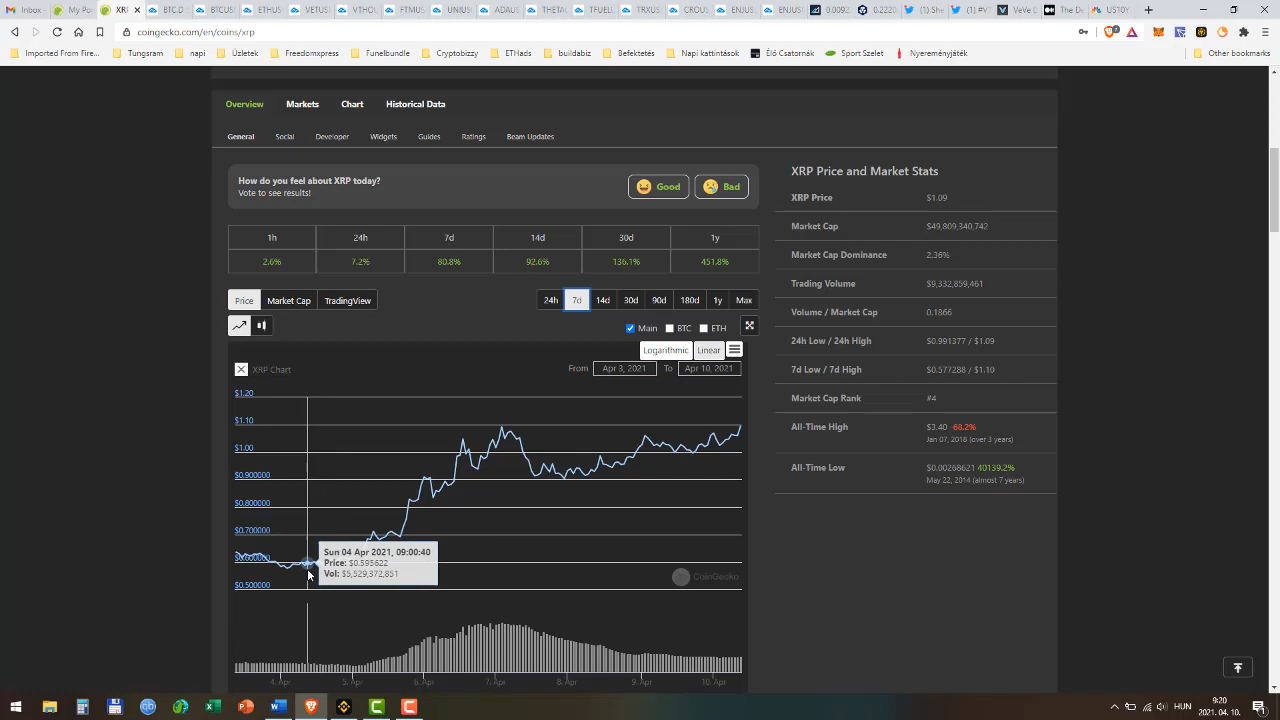 Inbox
My Po
XRP
BTC.D
BTCUS
ETHUS
VETUS
VTHO
FTMUS
UNIUS
ADAUS
THETA
TFUEL
TRXUS
CROU
ENJUS
ENJUS
0.009
0.2220
(1) She
(1) #V
VeVe D
The De
US10Y
coingecko.com/en/coins/xrp
Imported From Fire...
Tungsram
napi
Freedomxpress
Funelbundle
Cryptobizzy
ETHads
buildabiz
Befektetés
Napi kattintások
Élő Csatornák
Sport Szelet
Nyereményjáték
Other bookmarks
Overview
Markets
Chart
Historical Data
General
Social
Developer
Widgets
Guides
Ratings
Beam Updates
How do you feel about XRP today?
Vote to see results!
Good
Bad
1h
24h
7d
14d
30d
1y
2.6%
7.2%
80.8%
92.6%
136.1%
451.8%
Price
Market Cap
TradingView
24h
7d
14d
30d
90d
180d
1y
Max
Main
BTC
ETH
Logarithmic
Linear
XRP Chart
From
Apr 3, 2021
To
Apr 10, 2021
$1.20
$1.10
$1.00
$0.900000
$0.800000
$0.700000
$0.600000
$0.500000
Sun 04 Apr 2021, 09:00:40
Price: $0.595622
Vol: $5,529,372,851
CoinGecko
4. Apr
5. Apr
6. Apr
7. Apr
8. Apr
9. Apr
10. Apr
XRP Price and Market Stats
XRP Price
$1.09
Market Cap
$49,809,340,742
Market Cap Dominance
2.36%
Trading Volume
$9,332,859,461
Volume / Market Cap
0.1866
24h Low / 24h High
$0.991377 / $1.09
7d Low / 7d High
$0.577288 / $1.10
Market Cap Rank
#4
All-Time High
$3.40 -68.2%
Jan 07, 2018 (over 3 years)
All-Time Low
$0.00268621 40139.2%
May 22, 2014 (almost 7 years)
HUN
9:20
2021. 04. 10.